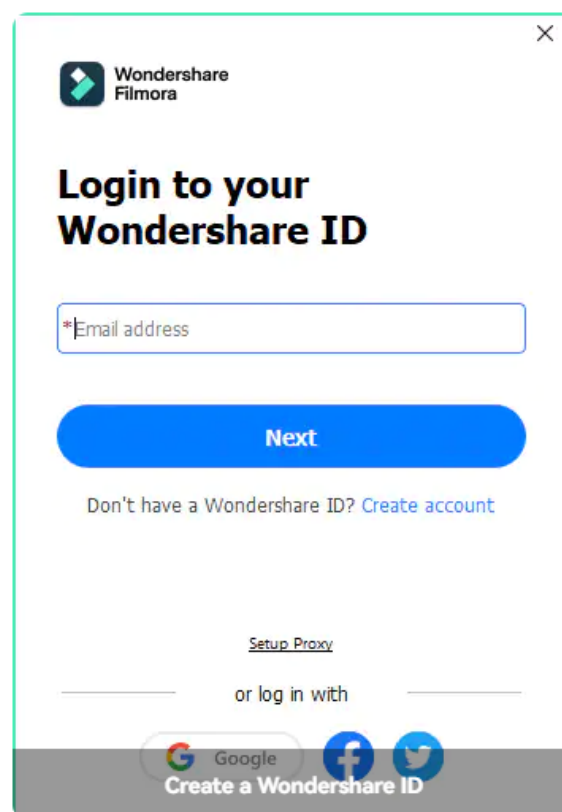 Wondershare
Filmora
Login to your
Wondershare ID
*Email address
Next
Don't have a Wondershare ID? Create account
Setup Proxy
or log in with
Google
Create a Wondershare ID